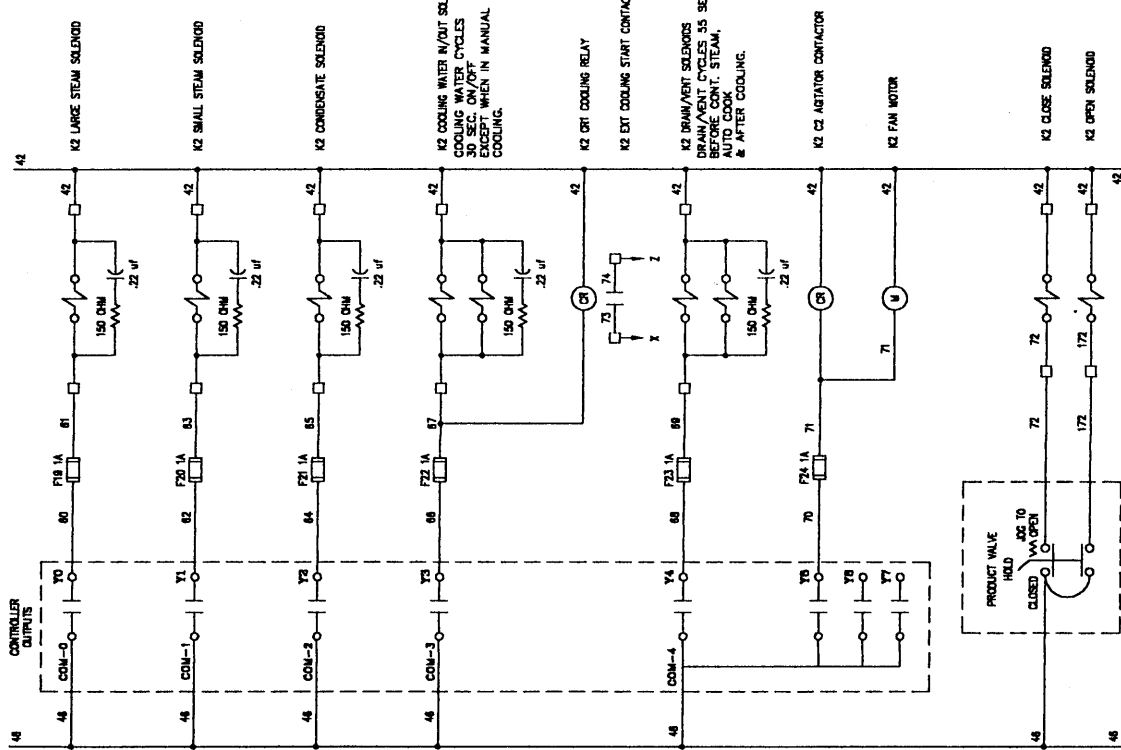 48
42
CONTROLLER
OUTPUTS
46
COM-0
Y0
60
F19 1A
61
150 OHM
.22 uf
42
K2 LARGE STEAM SOLENOID
46
COM-1
Y1
62
F20 1A
63
150 OHM
.22 uf
42
K2 SMALL STEAM SOLENOID
46
COM-2
Y2
64
F21 1A
65
150 OHM
.22 uf
42
K2 CONDENSATE SOLENOID
46
COM-3
Y3
66
F22 1A
67
150 OHM
.22 uf
42
K2 COOLING WATER IN/OUT SOL
COOLING WATER CYCLES
30 SEC. ON/OFF
EXCEPT WHEN IN MANUAL
COOLING.
CR
42
K2 CR1 COOLING RELAY
X
73
74
Z
K2 EXT COOLING START CONTAC
46
COM-4
Y4
68
F23 1A
69
150 OHM
.22 uf
42
K2 DRAIN/VENT SOLENOIDS
DRAIN/VENT CYCLES 55 SE
BEFORE CONT. STEAM,
AUTO COOK
& AFTER COOLING.
Y5
70
F24 1A
71
CR
42
K2 C2 AGITATOR CONTACTOR
Y6
Y7
71
M
42
K2 FAN MOTOR
PRODUCT VALVE
HOLD
CLOSED
JOG TO
OPEN
46
72
72
42
K2 CLOSE SOLENOID
172
172
42
K2 OPEN SOLENOID
46
42